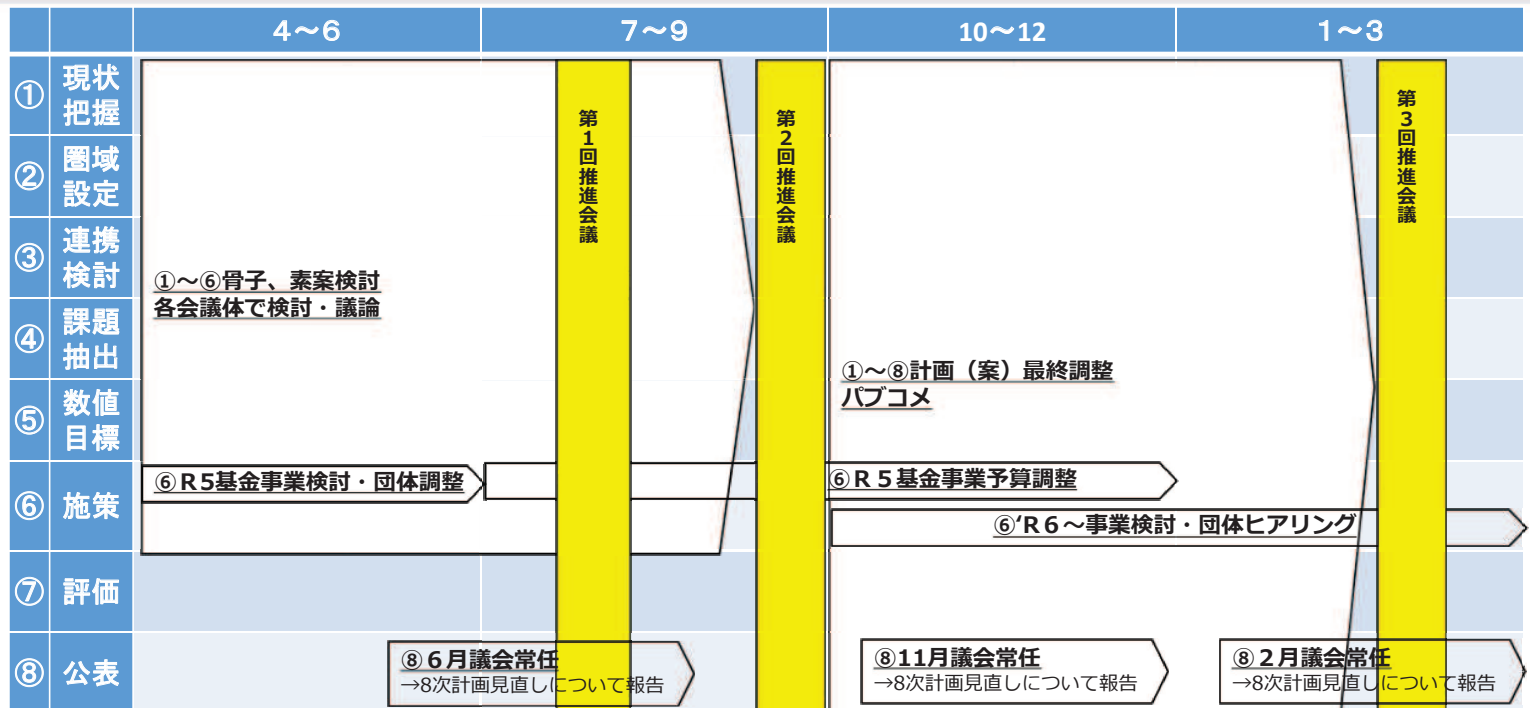 4～6
7～9
10～12
1～3
①
現状
把握
②
圏域
設定
③
連携
検討
④
課題
抽出
⑤
数値
目標
⑥
施策
⑦
評価
⑧
公表
第1回推進会議
第2回推進会議
第3回推進会議
①～⑥骨子、素案検討
各会議体で検討・議論
①～⑧計画（案）最終調整
パブコメ
⑥R5基金事業検討・団体調整
⑥R５基金事業予算調整
⑥‘R６～事業検討・団体ヒアリング
⑧６月議会常任
→8次計画見直しについて報告
⑧11月議会常任
→8次計画見直しについて報告
⑧２月議会常任
→8次計画見直しについて報告